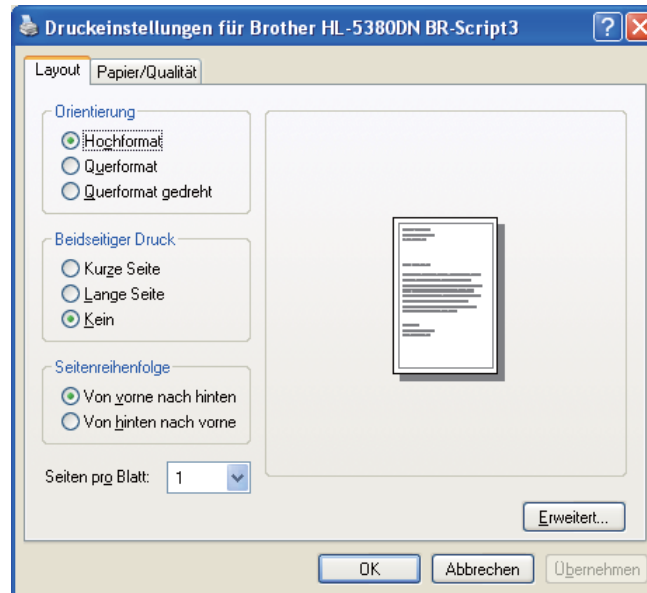 Druckeinstellungen für Brother HL-5380DN BR-Script3
Layout
Papier/Qualität
Orientierung
Hochformat
Querformat
Querformat gedreht
Beidseitiger Druck
Kurze Seite
Lange Seite
Kein
Seitenreihenfolge
Von vorne nach hinten
Von hinten nach vorne
Seiten pro Blatt: 1
Erweitert...
OK
Abbrechen
Übernehmen